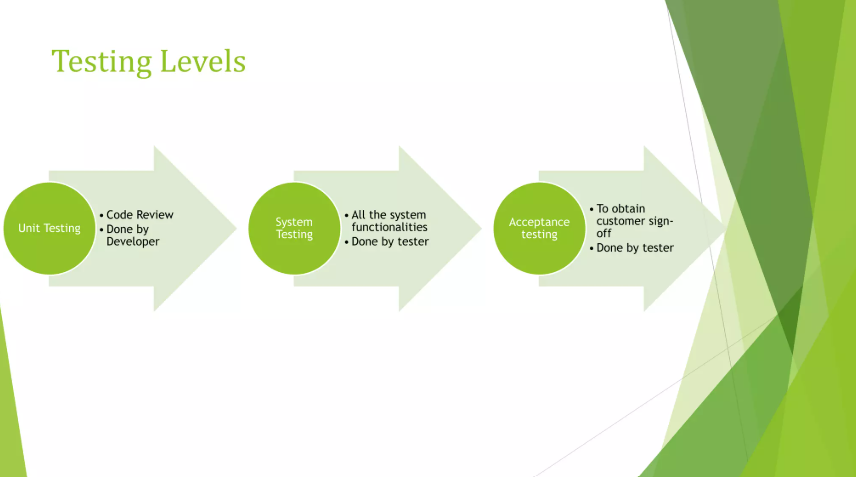 Testing Levels
Unit Testing
• Code Review
• Done by
Developer
System
Testing
• All the system
functionalities
• Done by tester
Acceptance
testing
• To obtain
customer sign-
off
• Done by tester